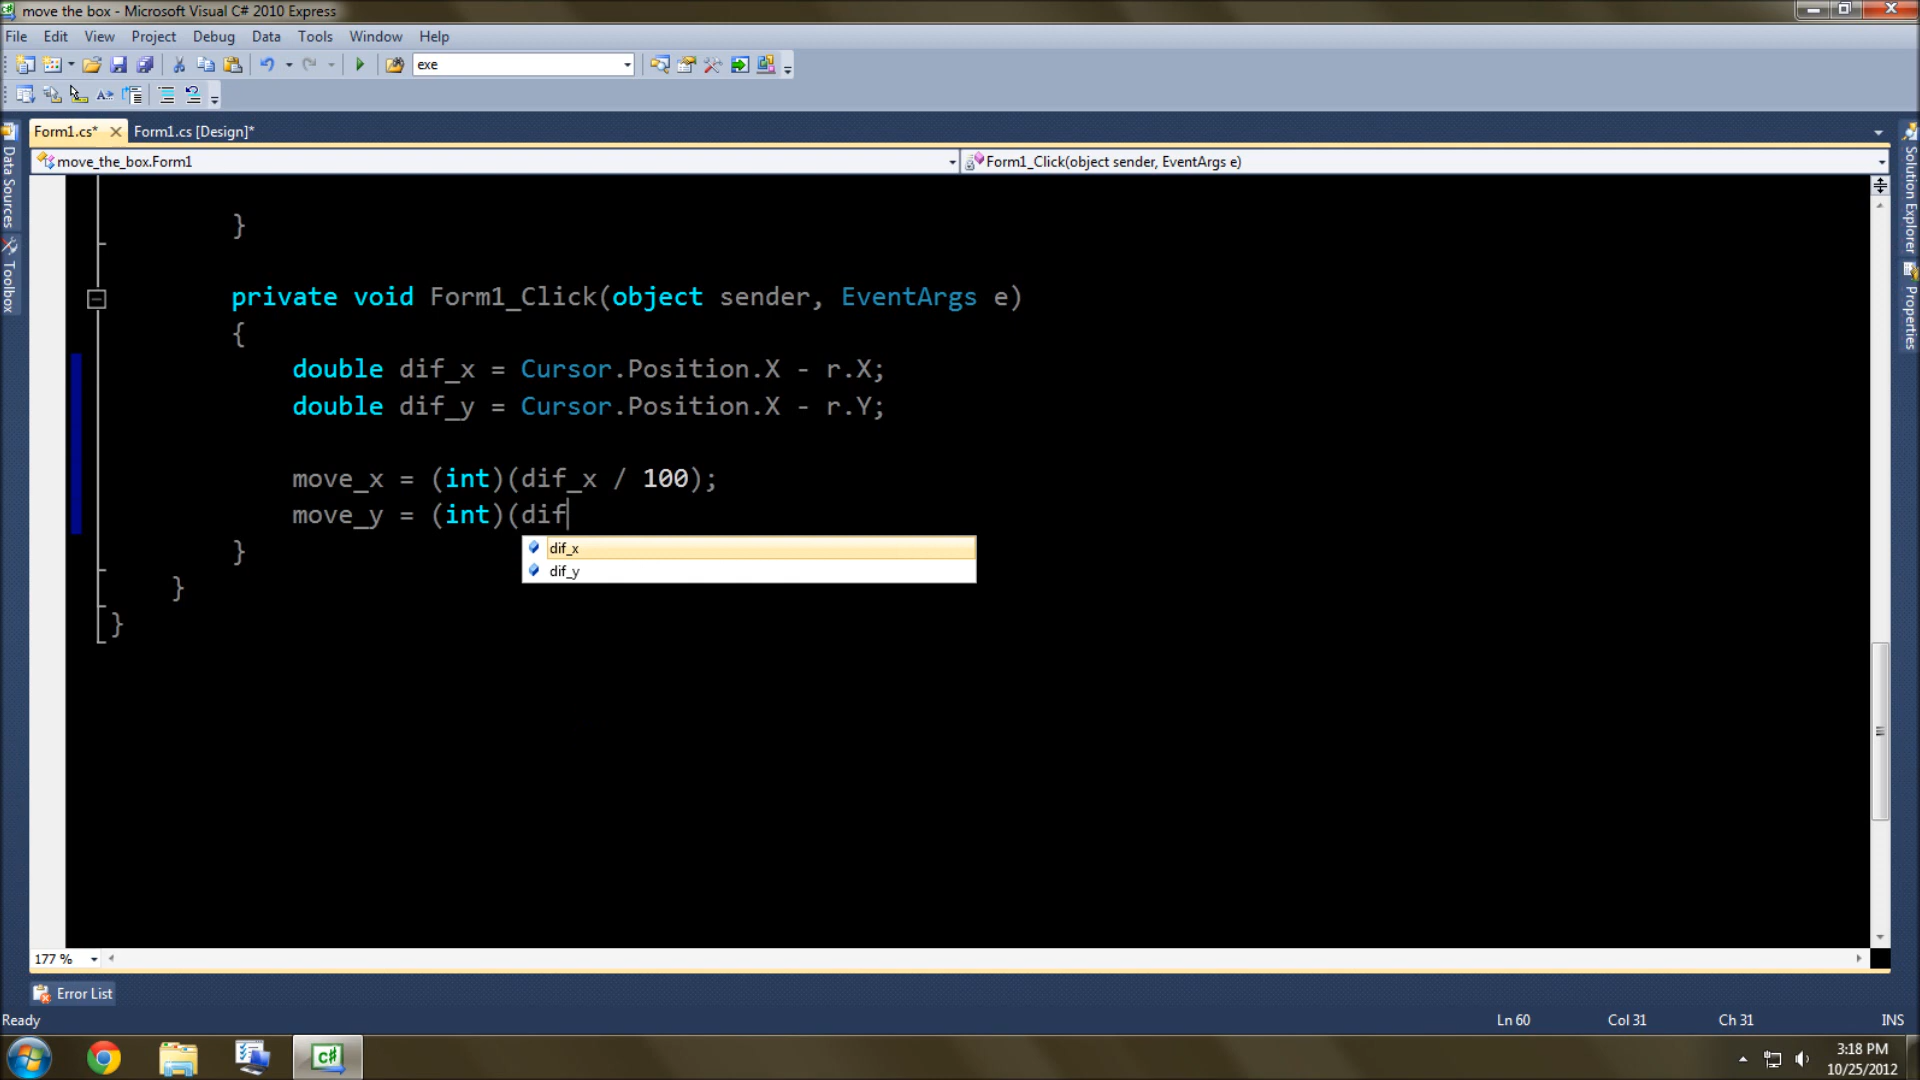 move the box - Microsoft Visual C# 2010 Express
File Edit View Project Debug Data Tools Window Help
exe
Form1.cs* Form1.cs [Design]*
move_the_box.Form1 Form1_Click(object sender, EventArgs e)
Data Sources
Toolbox
Solution Explorer
Properties
}
private void Form1_Click(object sender, EventArgs e)
{
double dif_x = Cursor.Position.X - r.X;
double dif_y = Cursor.Position.X - r.Y;
move_x = (int)(dif_x / 100);
move_y = (int)(dif
dif_x
dif_y
}
}
}
177 %
Error List
Ready Ln 60 Col 31 Ch 31 INS
C#
3:18 PM
10/25/2012